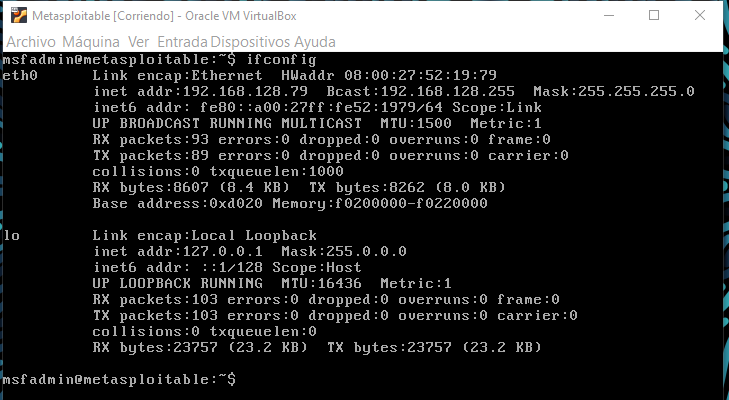 Metasploitable [Corriendo] - Oracle VM VirtualBox
Archivo Máquina Ver Entrada Dispositivos Ayuda
msfadmin@metasploitable:~$ ifconfig
eth0 Link encap:Ethernet HWaddr 08:00:27:52:19:79
inet addr:192.168.128.79 Bcast:192.168.128.255 Mask:255.255.255.0
inet6 addr: fe80::a00:27ff:fe52:1979/64 Scope:Link
UP BROADCAST RUNNING MULTICAST MTU:1500 Metric:1
RX packets:93 errors:0 dropped:0 overruns:0 frame:0
TX packets:89 errors:0 dropped:0 overruns:0 carrier:0
collisions:0 txqueuelen:1000
RX bytes:8607 (8.4 KB) TX bytes:8262 (8.0 KB)
Base address:0xd020 Memory:f0200000-f0220000
lo Link encap:Local Loopback
inet addr:127.0.0.1 Mask:255.0.0.0
inet6 addr: ::1/128 Scope:Host
UP LOOPBACK RUNNING MTU:16436 Metric:1
RX packets:103 errors:0 dropped:0 overruns:0 frame:0
TX packets:103 errors:0 dropped:0 overruns:0 carrier:0
collisions:0 txqueuelen:0
RX bytes:23757 (23.2 KB) TX bytes:23757 (23.2 KB)
msfadmin@metasploitable:~$